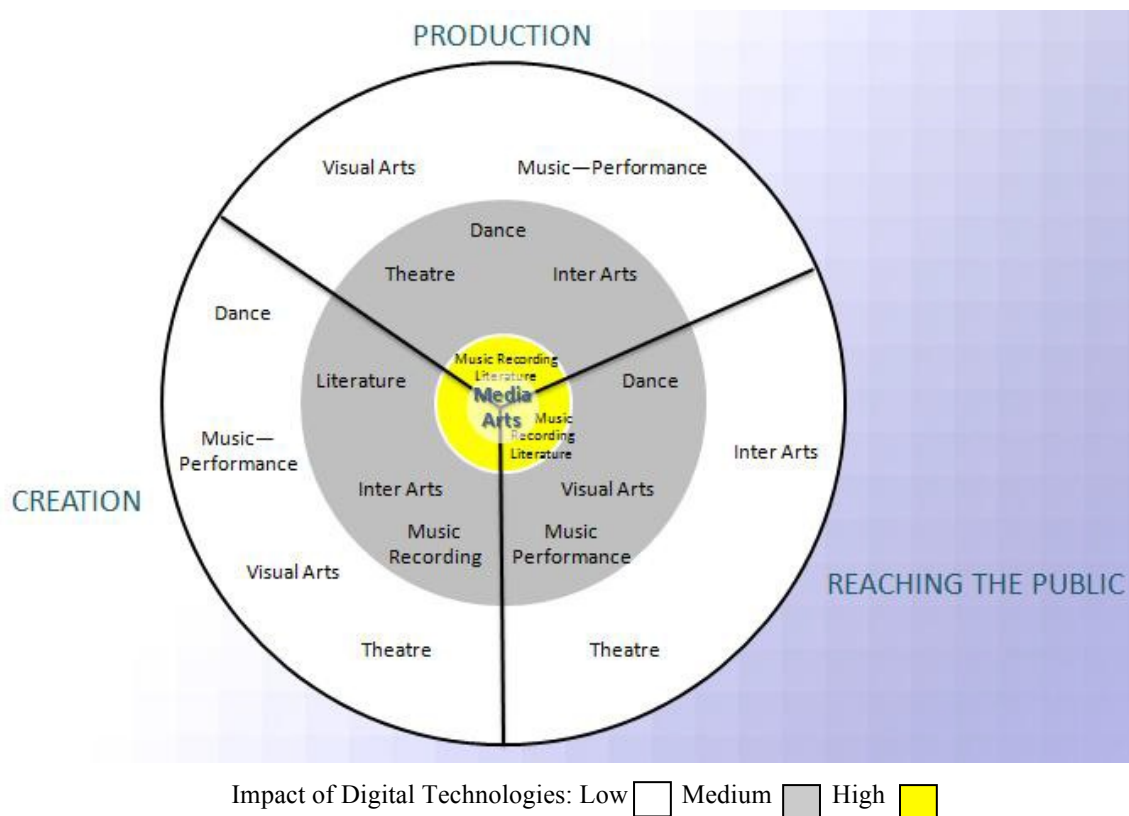 PRODUCTION
Visual Arts
Music—Performance
Dance
Theatre
Inter Arts
Dance
Literature
Music Recording
Literature
Media
Arts
Music
Recording
Literature
Dance
Music—
Performance
Inter Arts
CREATION
Inter Arts
Visual Arts
Music
Recording
Music
Performance
Visual Arts
REACHING THE PUBLIC
Theatre
Theatre
Impact of Digital Technologies: Low Medium High